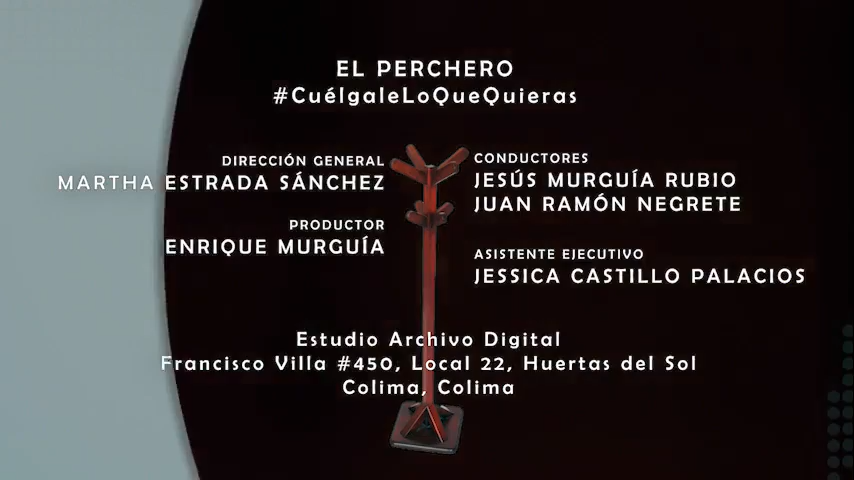 EL PERCHERO
#CuélgaleLoQueQuieras
DIRECCIÓN GENERAL
MARTHA ESTRADA SÁNCHEZ
PRODUCTOR
ENRIQUE MURGUÍA
CONDUCTORES
JESÚS MURGUÍA RUBIO
JUAN RAMÓN NEGRETE
ASISTENTE EJECUTIVO
JESSICA CASTILLO PALACIOS
Estudio Archivo Digital
Francisco Villa #450, Local 22, Huertas del Sol
Colima, Colima